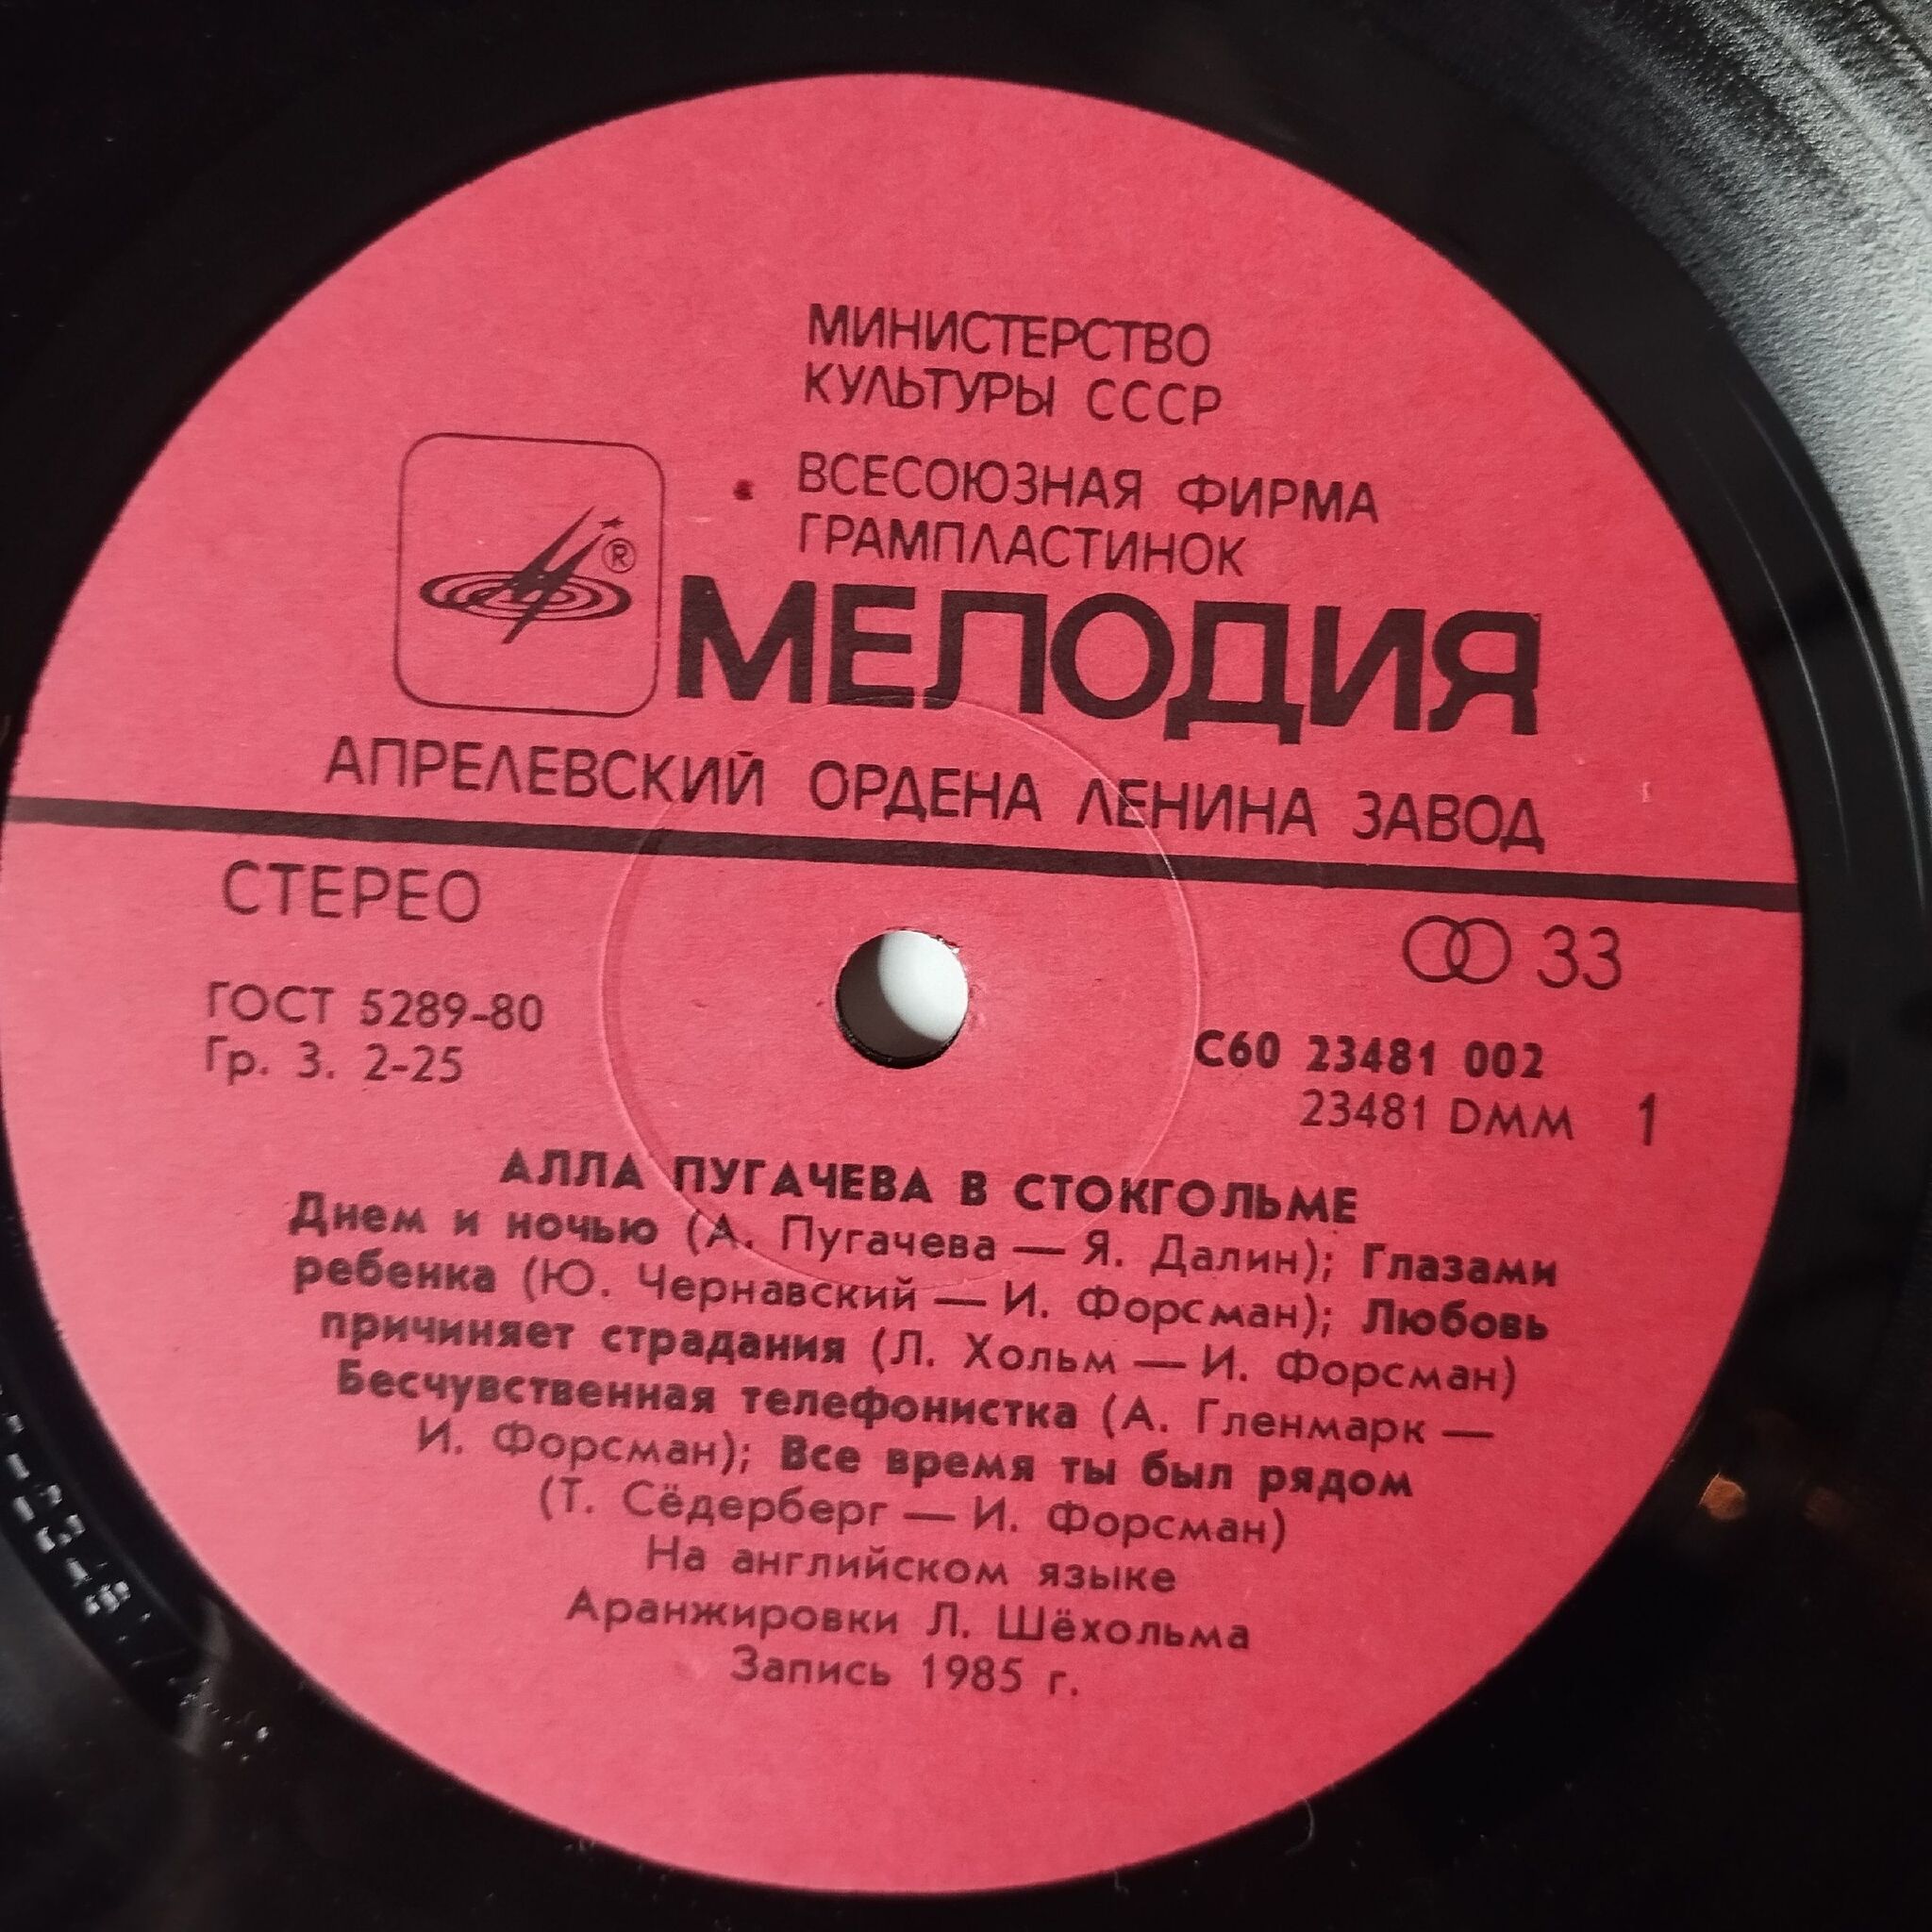 МИНИСТЕРСТВО
КУЛЬТУРЫ СССР
ВСЕСОЮЗНАЯ ФИРМА
ГРАМПЛАСТИНОК
®
МЕЛОДИЯ
АПРЕЛЕВСКИЙ ОРДЕНА ЛЕНИНА ЗАВОД
СТЕРЕО
33
ГОСТ 5289-80
Гр. 3. 2-25
С60 23481 002
23481 DMM 1
АЛЛА ПУГАЧЕВА В СТОКГОЛЬМЕ
Днем и ночью (А. Пугачева — Я. Далин); Глазами
ребенка (Ю. Чернавский — И. Форсман); Любовь
причиняет страдания (Л. Хольм — И. Форсман)
Бесчувственная телефонистка (А. Гленмарк —
И. Форсман); Все время ты был рядом
(Т. Сёдерберг — И. Форсман)
На английском языке
Аранжировки Л. Шёхольма
Запись 1985 г.